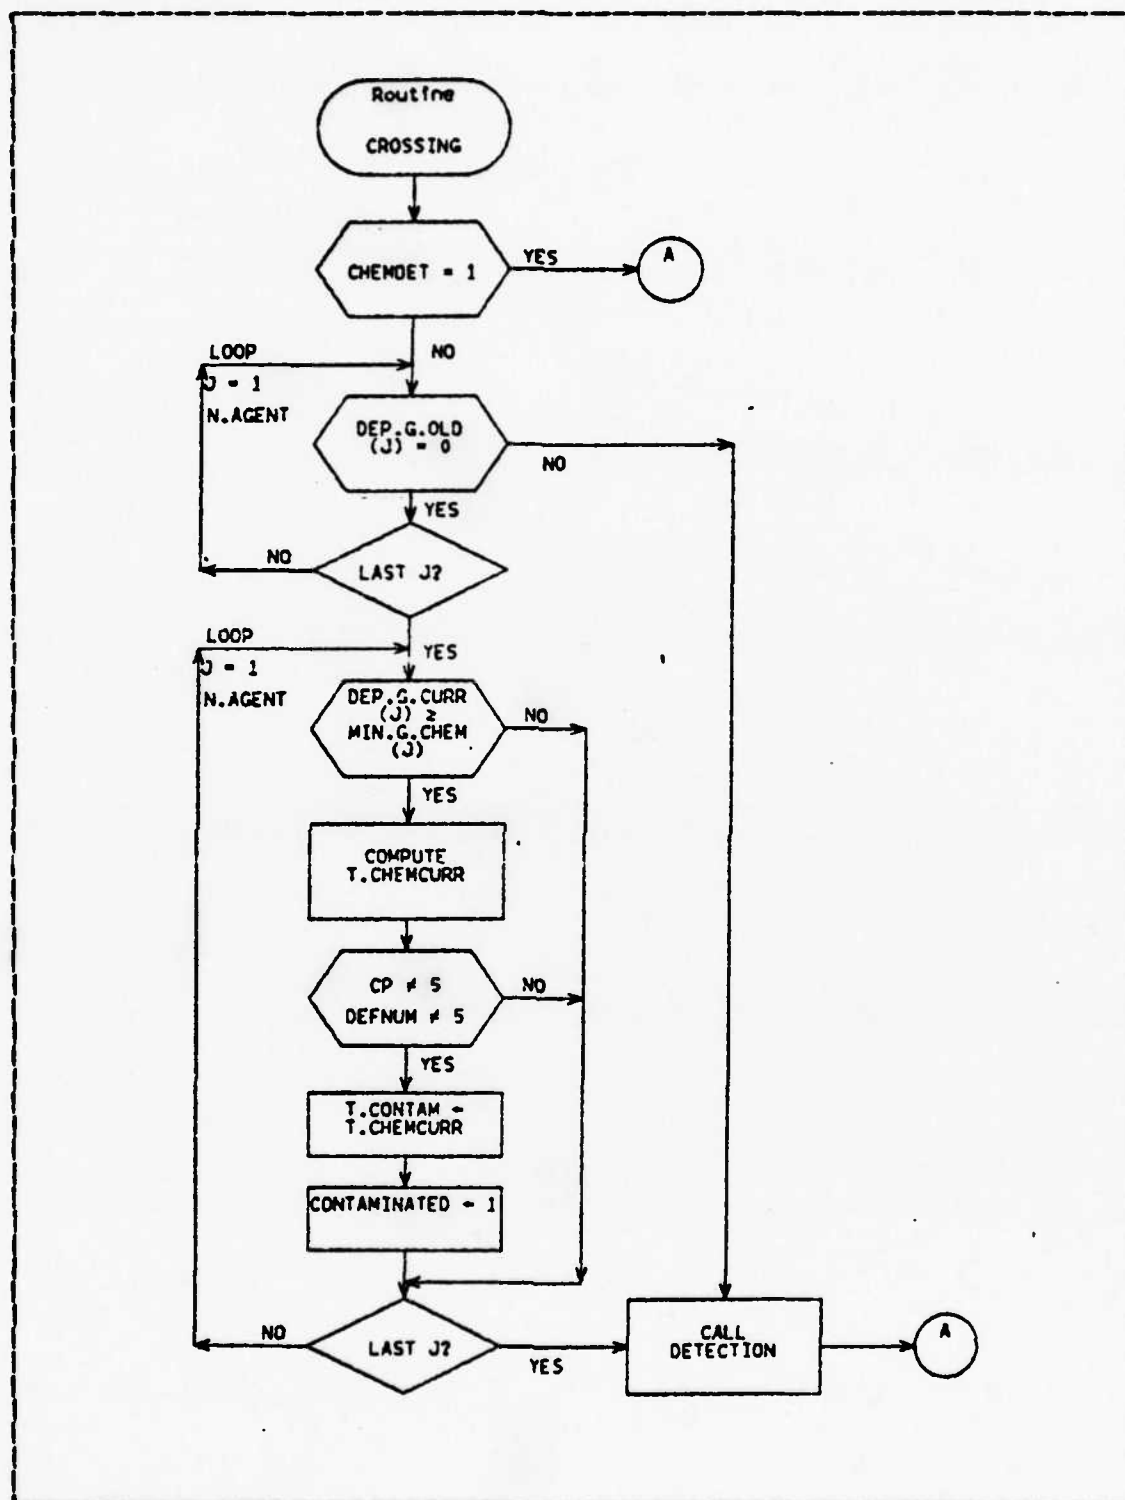 Routine
CROSSING
CHEMDET = 1
YES
A
NO
LOOP
J = 1
N.AGENT
DEP.G.OLD
(J) = 0
NO
YES
NO
LAST J?
LOOP
J = 1
N.AGENT
YES
DEP.G.CURR
(J) ≥
MIN.G.CHEM
(J)
NO
YES
COMPUTE
T.CHEMCURR
CP ≠ 5
DEFNUM ≠ 5
NO
YES
T.CONTAM ←
T.CHEMCURR
CONTAMINATED ← 1
NO
LAST J?
YES
CALL
DETECTION
A